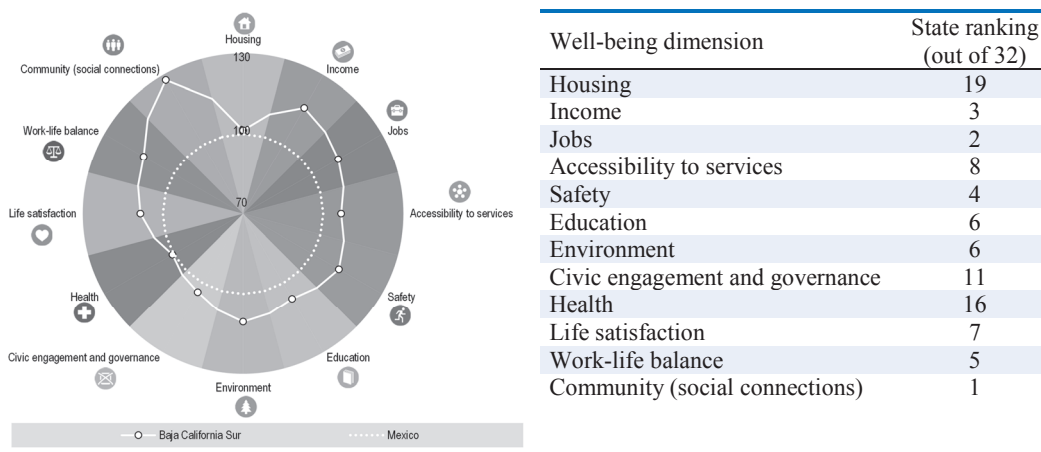 Housing
130
Community (social connections)
Income
Work-life balance
100
Jobs
70
Life satisfaction
Accessibility to services
Health
Safety
Civic engagement and governance
Education
Environment
Baja California Sur
Mexico
Well-being dimension
State ranking
(out of 32)
Housing 19
Income 3
Jobs 2
Accessibility to services 8
Safety 4
Education 6
Environment 6
Civic engagement and governance 11
Health 16
Life satisfaction 7
Work-life balance 5
Community (social connections) 1